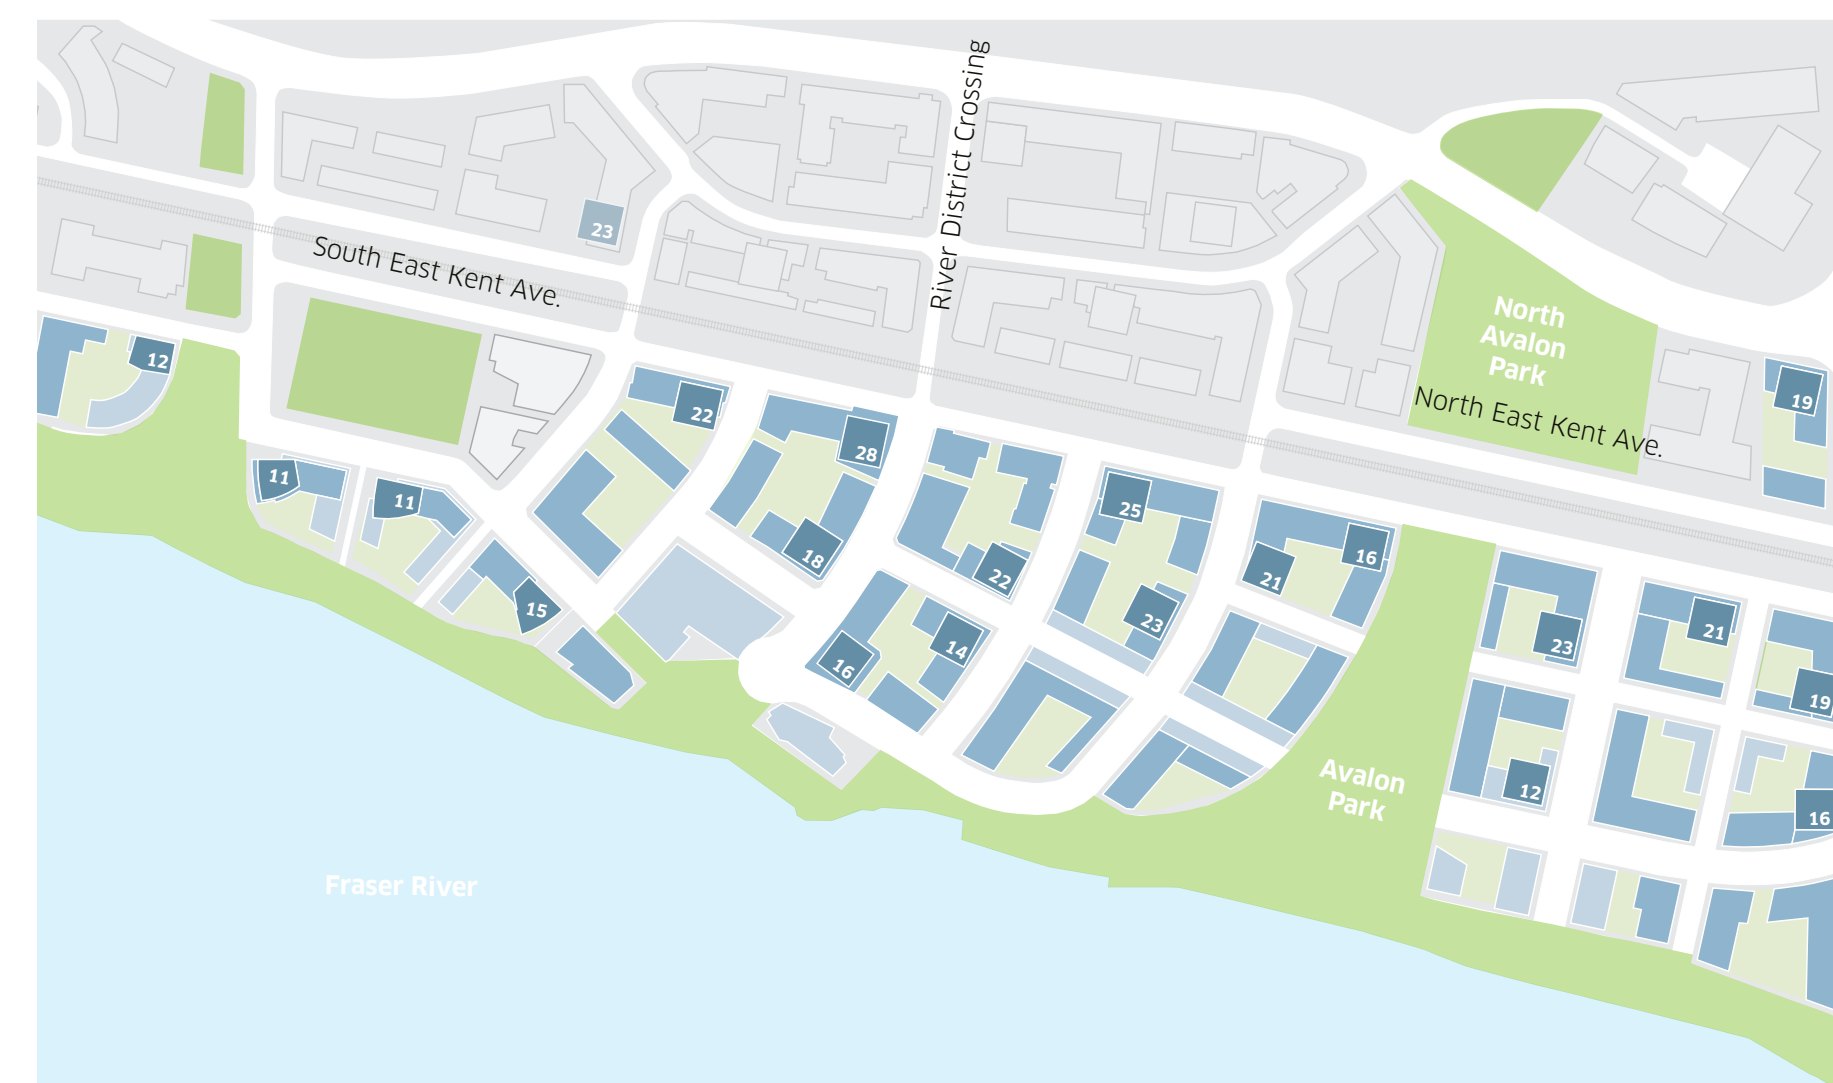 River District Crossing
23
South East Kent Ave.
North
Avalon
Park
12
19
North East Kent Ave.
22
28
11
11
25
18
22
16
21
15
23
14
16
23
21
19
12
16
Avalon
Park
Fraser River